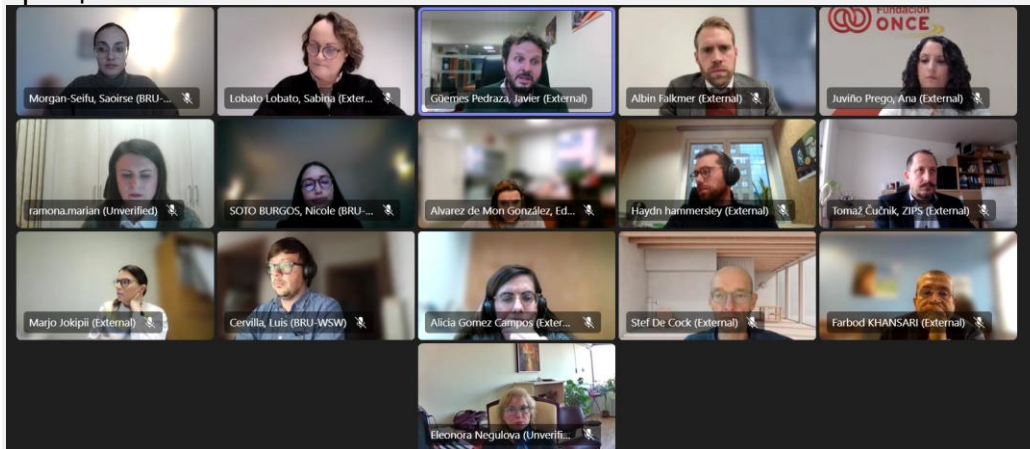 Fundación
ONCE
Morgan-Seifu, Saoirse (BRU-...
Lobato Lobato, Sabina (Exter...
Güemes Pedraza, Javier (External)
Albin Falkmer (External)
Juviño Prego, Ana (External)
ramona.marian (Unverified)
SOTO BURGOS, Nicole (BRU-...
Alvarez de Mon González, Ed...
Haydn hammersley (External)
Tomaž Čučnik, ZIPS (External)
Marjo Jokipii (External)
Cervilla, Luis (BRU-WSW)
Alicia Gomez Campos (Exter...
Stef De Cock (External)
Farbod KHANSARI (External)
Eleonora Negulova (Unverifi...